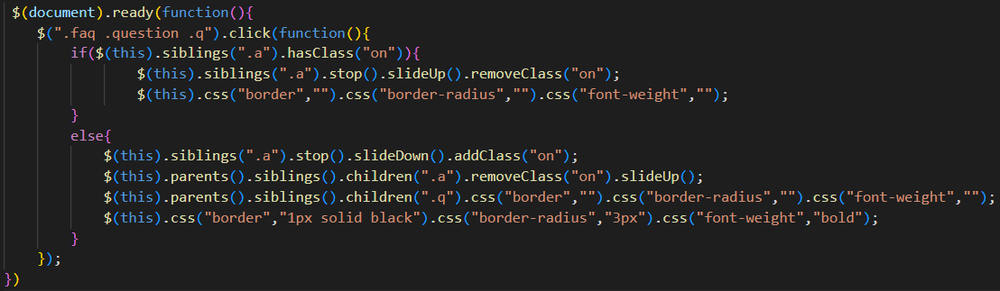 $(document).ready(function(){
$(".faq .question .q").click(function(){
if($(this).siblings(".a").hasClass("on")){
$(this).siblings(".a").stop().slideUp().removeClass("on");
$(this).css("border","").css("border-radius","").css("font-weight","");
}
else{
$(this).siblings(".a").stop().slideDown().addClass("on");
$(this).parents().siblings().children(".a").removeClass("on").slideUp();
$(this).parents().siblings().children(".q").css("border","").css("border-radius","").css("font-weight","");
$(this).css("border","1px solid black").css("border-radius","3px").css("font-weight","bold");
}
});
})